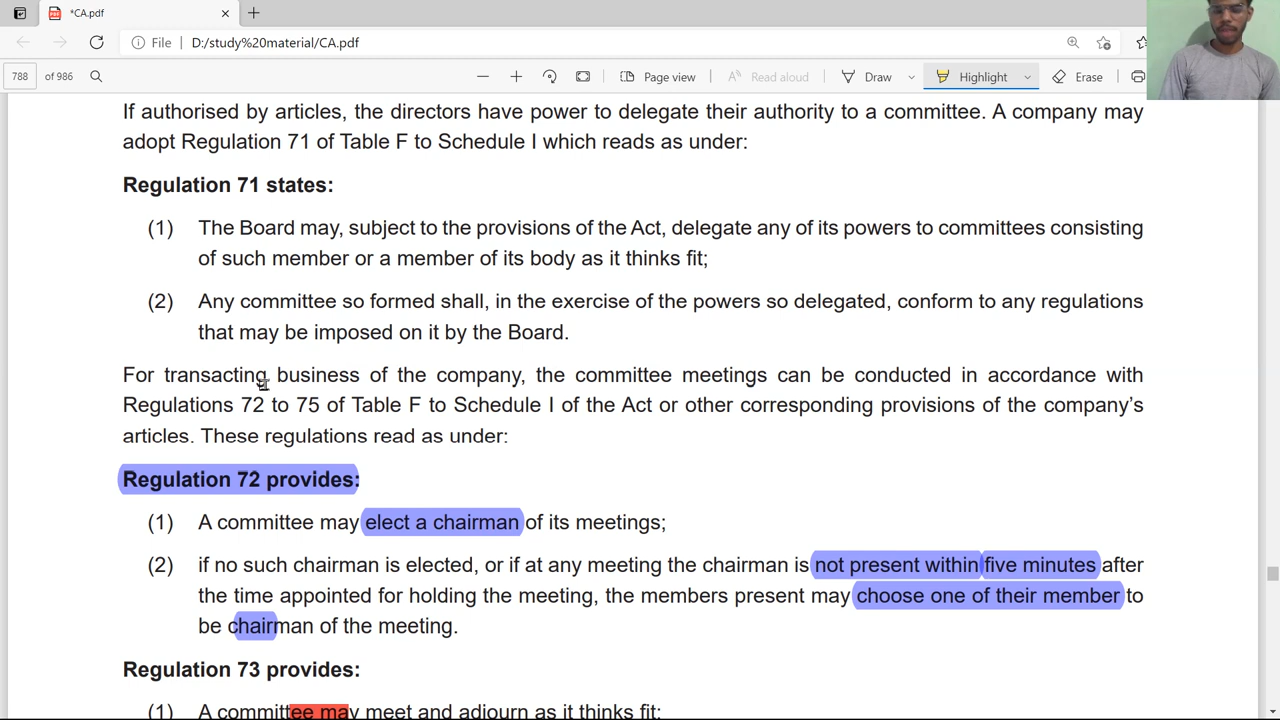 *CA.pdf
File | D:/study%20material/CA.pdf
788 of 986 Page view Read aloud Draw Highlight Erase
If authorised by articles, the directors have power to delegate their authority to a committee. A company may
adopt Regulation 71 of Table F to Schedule I which reads as under:
Regulation 71 states:
(1) The Board may, subject to the provisions of the Act, delegate any of its powers to committees consisting
of such member or a member of its body as it thinks fit;
(2) Any committee so formed shall, in the exercise of the powers so delegated, conform to any regulations
that may be imposed on it by the Board.
For transacting business of the company, the committee meetings can be conducted in accordance with
Regulations 72 to 75 of Table F to Schedule I of the Act or other corresponding provisions of the company's
articles. These regulations read as under:
Regulation 72 provides:
(1) A committee may elect a chairman of its meetings;
(2) if no such chairman is elected, or if at any meeting the chairman is not present within five minutes after
the time appointed for holding the meeting, the members present may choose one of their member to
be chairman of the meeting.
Regulation 73 provides:
(1) A committee may meet and adjourn as it thinks fit;